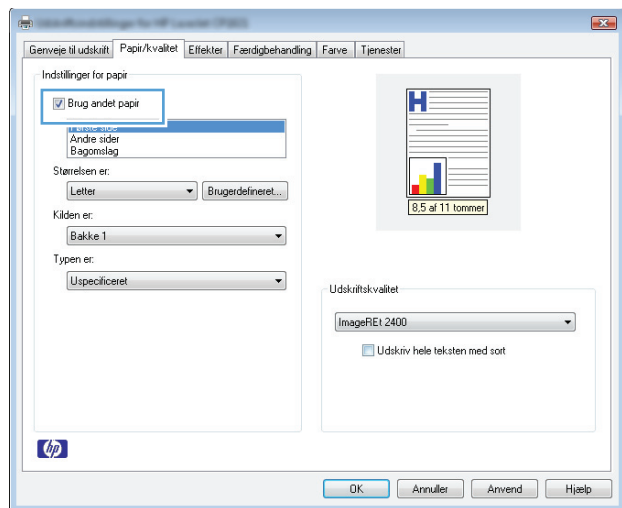 Genveje til udskrift Papir/kvalitet Effekter Færdigbehandling Farve Tjenester
Indstillinger for papir
Brug andet papir
Andre sider
Bagomslag
Størrelsen er:
Letter Brugerdefineret...
Kilden er:
Bakke 1
Typen er:
Uspecificeret
H
8,5 af 11 tommer
Udskriftskvalitet
ImageREt 2400
Udskriv hele teksten med sort
hp
OK Annuller Anvend Hjælp